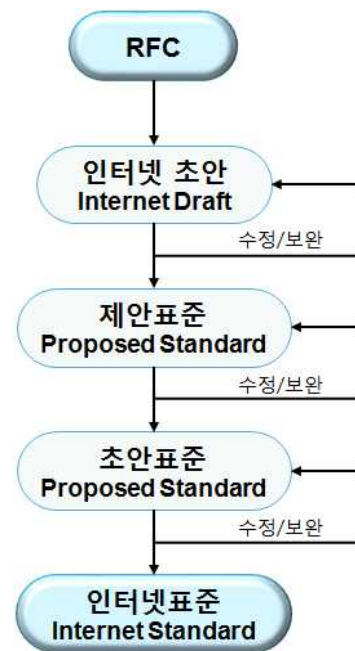 RFC
인터넷 초안
Internet Draft
수정/보완
제안표준
Proposed Standard
수정/보완
초안표준
Proposed Standard
수정/보완
인터넷표준
Internet Standard